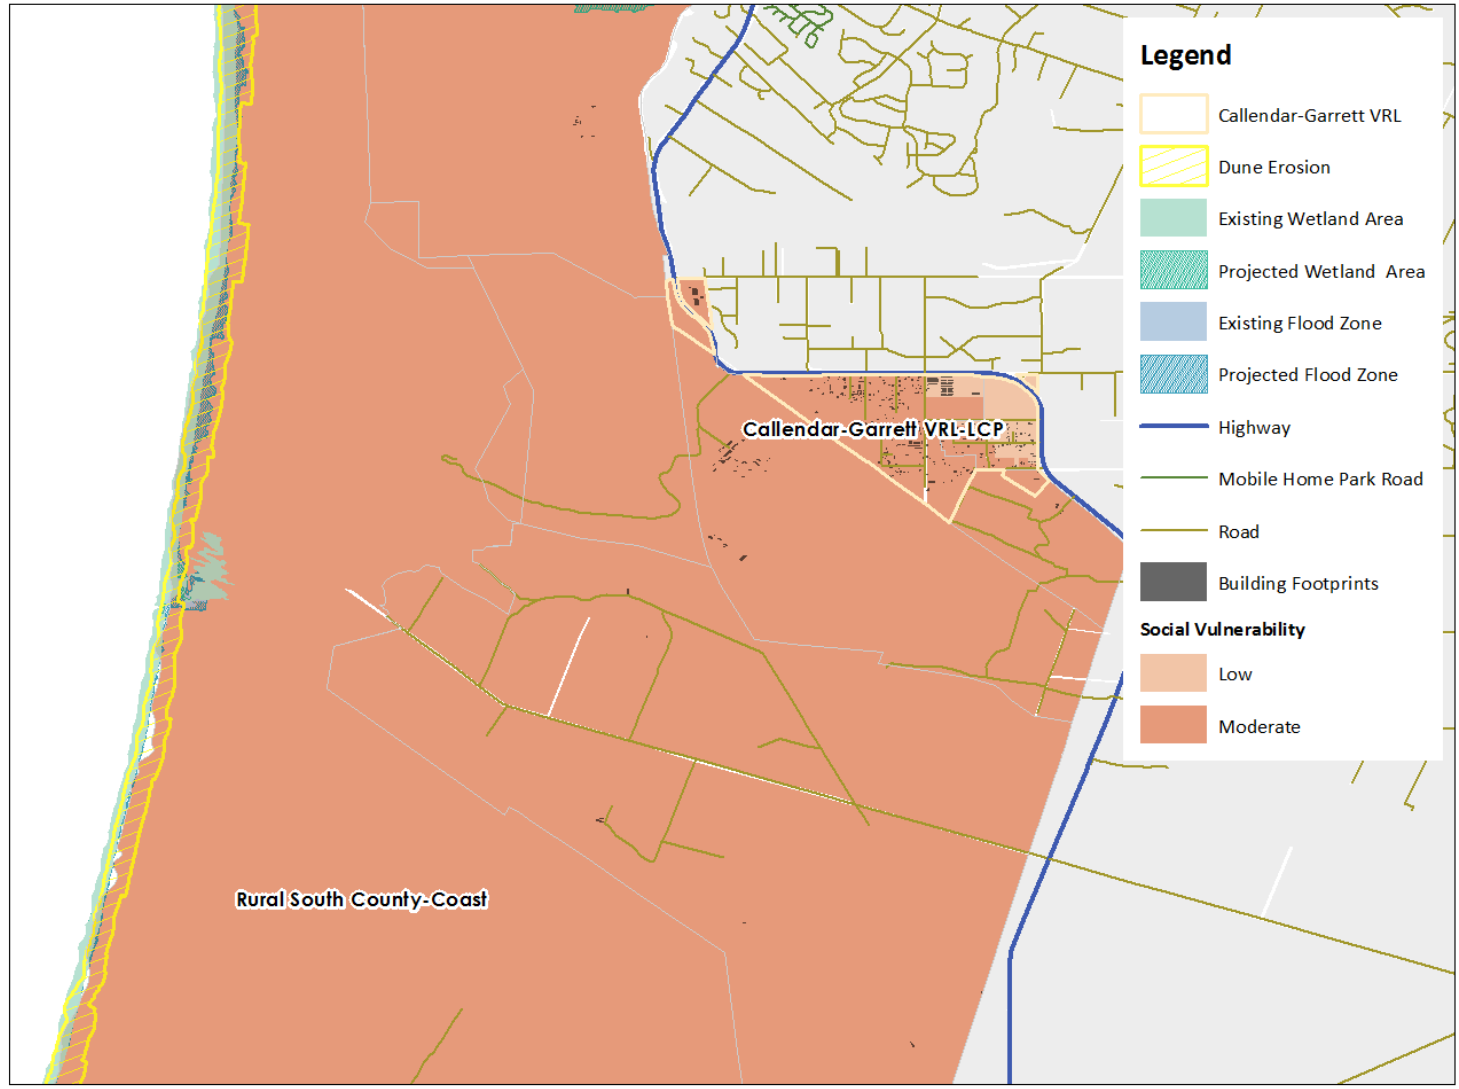 Legend
Callendar-Garrett VRL
Dune Erosion
Existing Wetland Area
Projected Wetland Area
Existing Flood Zone
Projected Flood Zone
Highway
Mobile Home Park Road
Road
Building Footprints
Social Vulnerability
Low
Moderate
Callendar-Garrett VRL-LCP
Rural South County-Coast